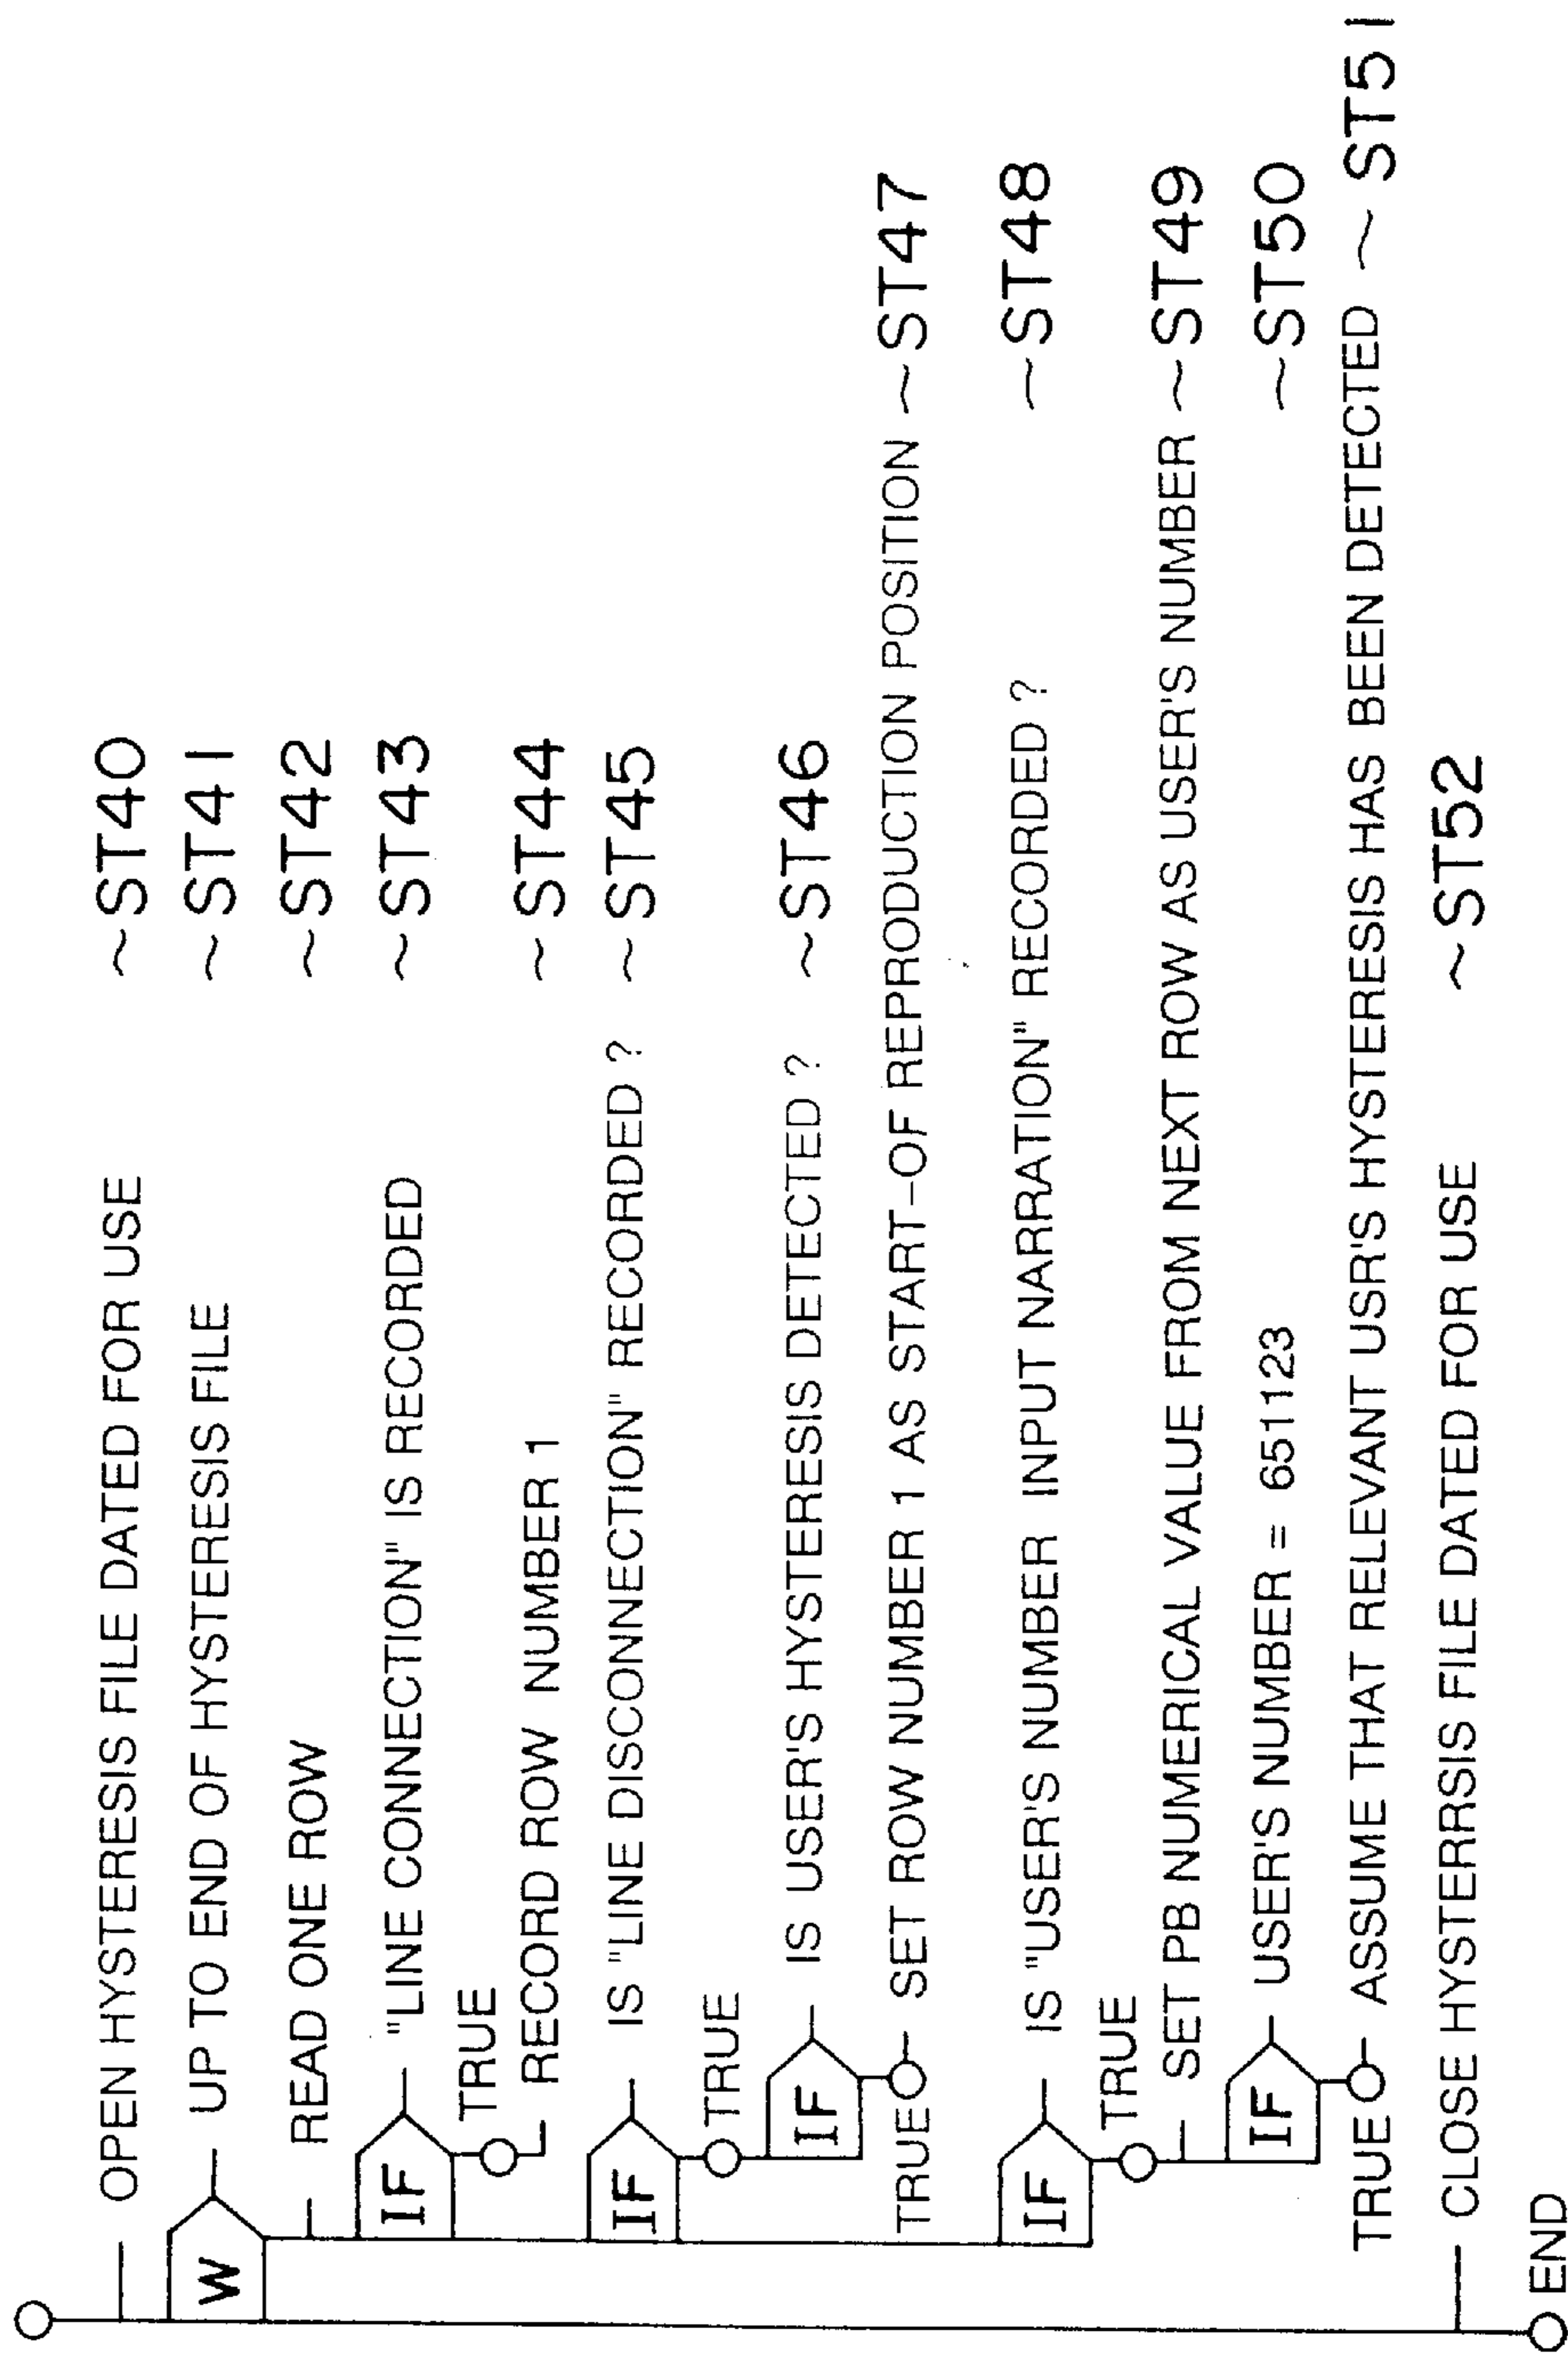 OPEN HYSTERESIS FILE DATED FOR USE ~ST40
W UP TO END OF HYSTERESIS FILE ~ST41
READ ONE ROW ~ST42
IF "LINE CONNECTION" IS RECORDED ~ST43
TRUE
RECORD ROW NUMBER 1 ~ST44
IF IS "LINE DISCONNECTION" RECORDED ? ~ST45
TRUE
IF IS USER'S HYSTERESIS DETECTED ? ~ST46
TRUE SET ROW NUMBER 1 AS START-OF REPRODUCTION POSITION ~ST47
IF IS "USER'S NUMBER INPUT NARRATION" RECORDED ? ~ST48
TRUE
SET PB NUMERICAL VALUE FROM NEXT ROW AS USER'S NUMBER ~ST49
IF USER'S NUMBER = 651123 ~ST50
TRUE ASSUME THAT RELEVANT USR'S HYSTERESIS HAS BEEN DETECTED ~ST51
CLOSE HYSTERRSIS FILE DATED FOR USE ~ST52
END